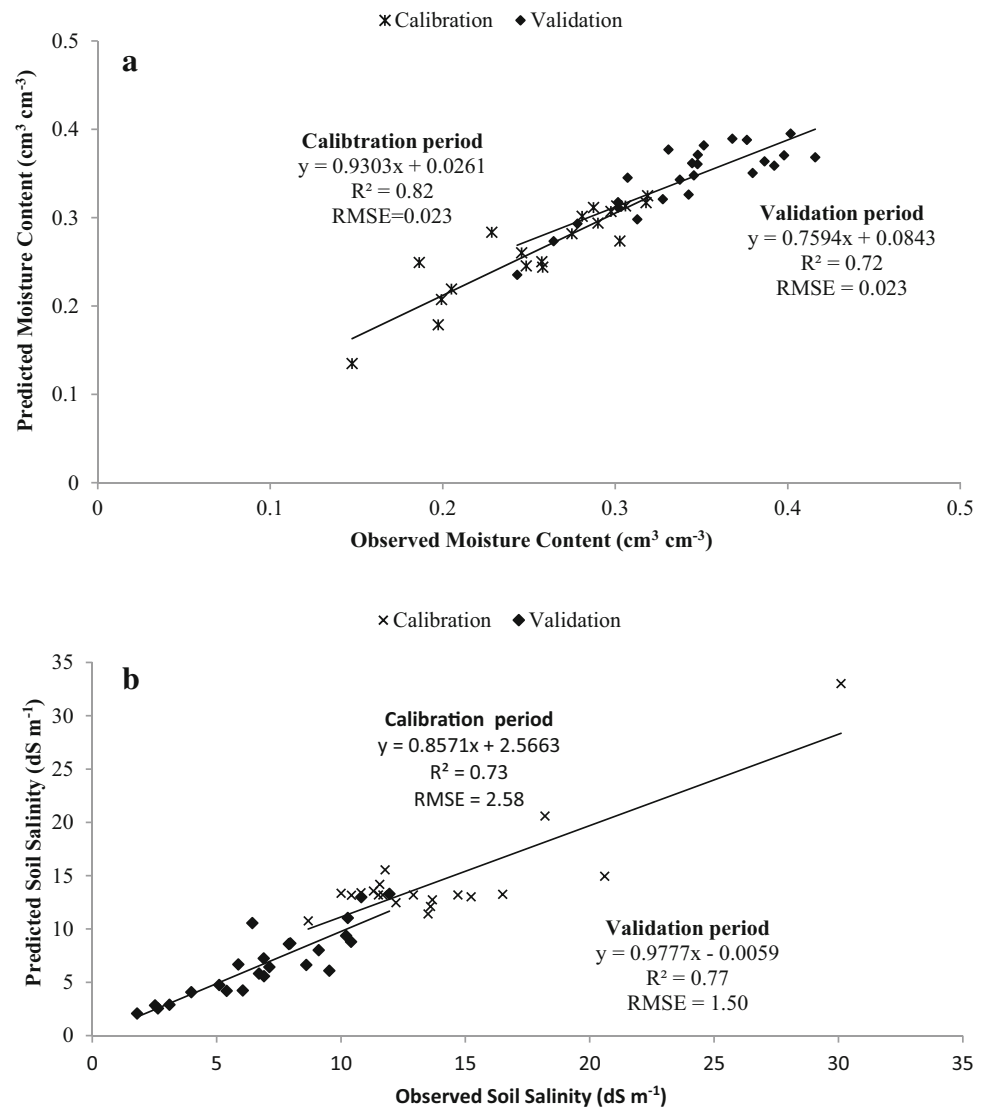 Calibration Validation
a
0.5
0.4
0.3
0.2
0.1
0
Predicted Moisture Content (cm³ cm⁻³)
Calibtration period
y = 0.9303x + 0.0261
R² = 0.82
RMSE=0.023
Validation period
y = 0.7594x + 0.0843
R² = 0.72
RMSE = 0.023
0 0.1 0.2 0.3 0.4 0.5
Observed Moisture Content (cm³ cm⁻³)
Calibration Validation
b
35
30
25
20
15
10
5
0
Predicted Soil Salinity (dS m⁻¹)
Calibration period
y = 0.8571x + 2.5663
R² = 0.73
RMSE = 2.58
Validation period
y = 0.9777x - 0.0059
R² = 0.77
RMSE = 1.50
0 5 10 15 20 25 30 35
Observed Soil Salinity (dS m⁻¹)